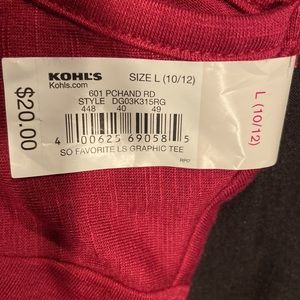 KOHL'S
Kohls.com
SIZE L (10/12)
601 PCHAND RD
STYLE DG03K315RG
448 40 49
4 00625 69058 5
SO FAVORITE LS GRAPHIC TEE
RP07
$20.00
L (10/12)